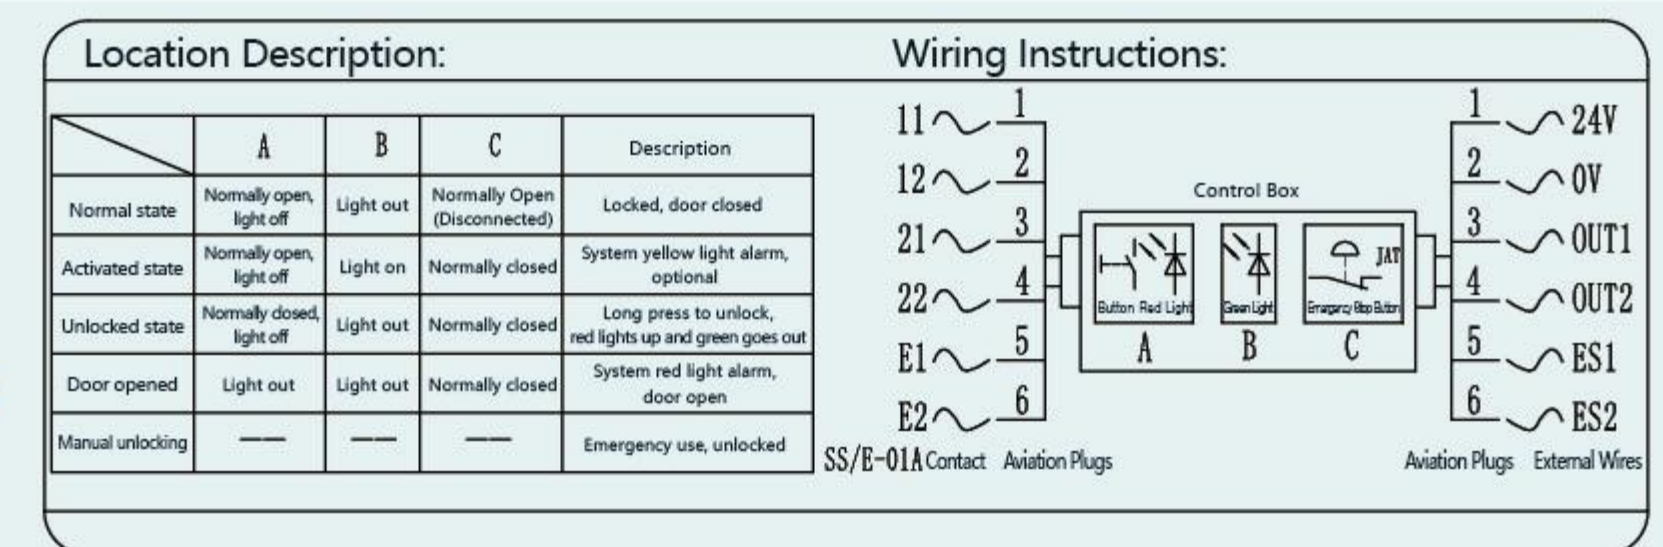 Location Description:
Wiring Instructions:
A
B
C
Description
Normal state
Normally open,
light off
Light out
Normally Open
(Disconnected)
Locked, door closed
Activated state
Normally open,
light off
Light on
Normally closed
System yellow light alarm,
optional
Unlocked state
Normally closed,
light off
Light out
Normally closed
Long press to unlock,
red lights up and green goes out
Door opened
Light out
Light out
Normally closed
System red light alarm,
door open
Manual unlocking
—— —— ——
Emergency use, unlocked
11 1
12 2
21 3
22 4
E1 5
E2 6
SS/E-01A Contact Aviation Plugs
Control Box
JAT
Button Red Light
Green Light
Emergency Stop Button
A B C
1 24V
2 0V
3 OUT1
4 OUT2
5 ES1
6 ES2
Aviation Plugs External Wires